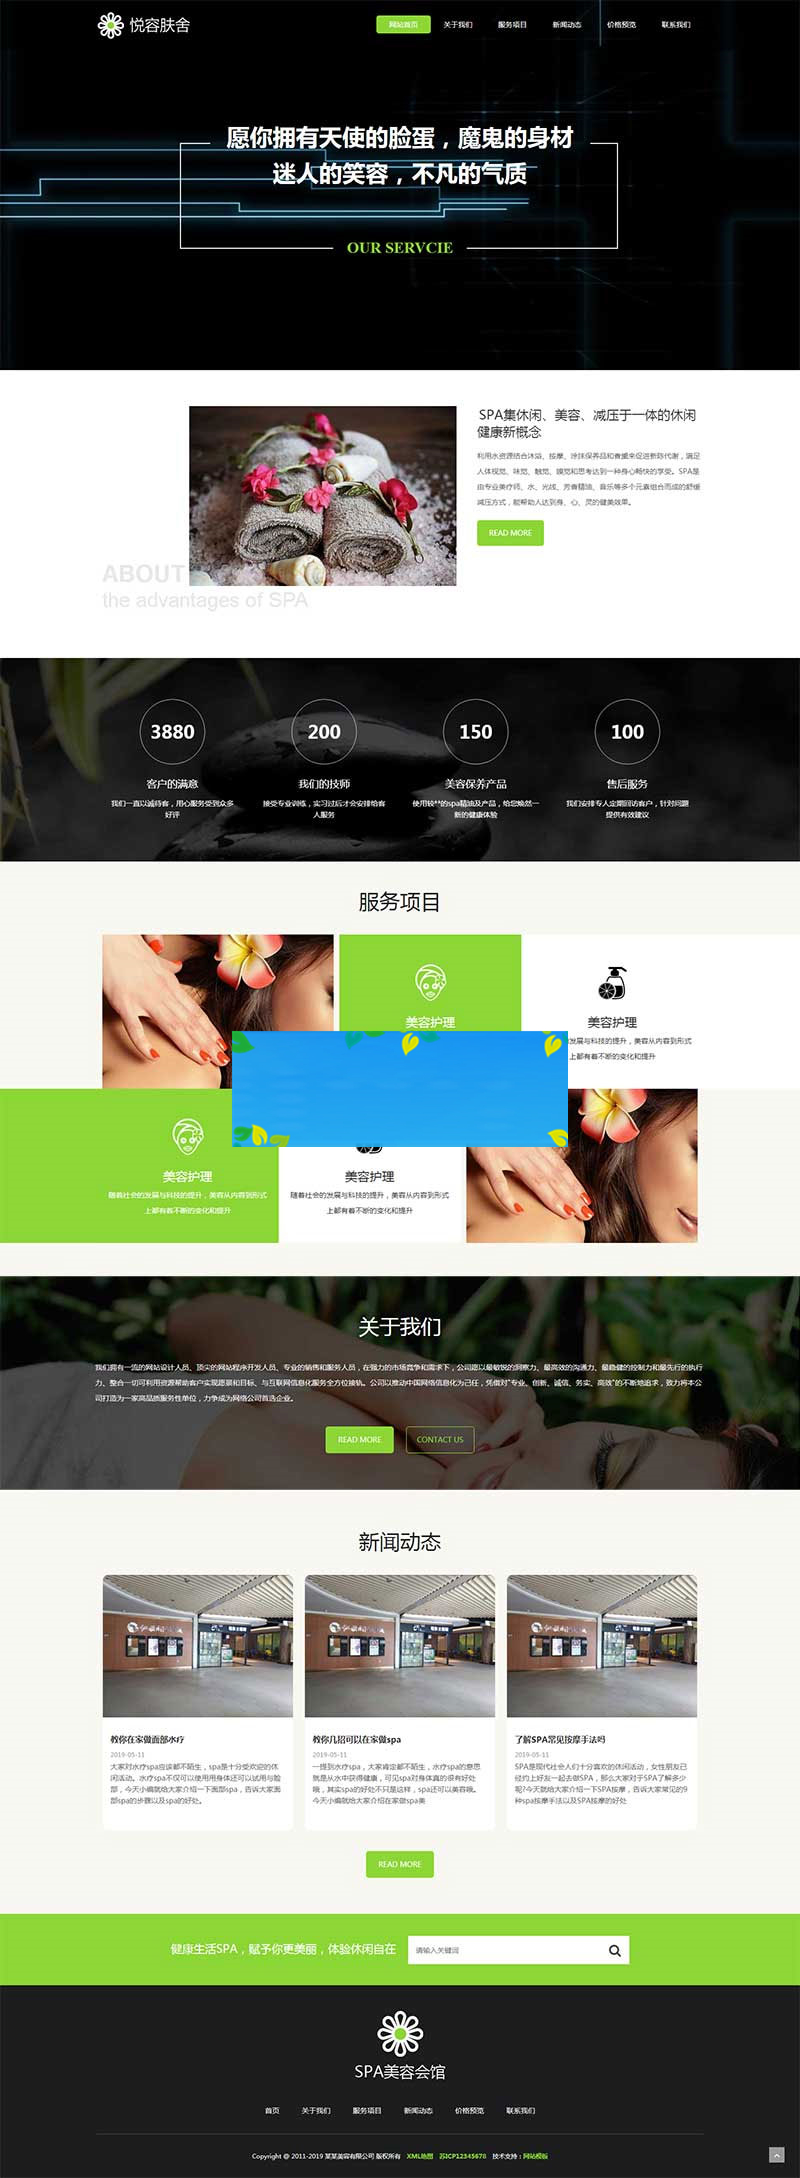 悦容肤舍
网站首页 关于我们 服务项目 新闻动态 价格预览 联系我们
愿你拥有天使的脸蛋，魔鬼的身材
迷人的笑容，不凡的气质
OUR SERVCIE
SPA集休闲、美容、减压于一体的休闲
健康新概念
利用水资源结合沐浴、按摩、涂抹保养品和香熏来促进新陈代谢，满足
人体视觉、味觉、触觉、嗅觉和思考达到一种身心畅快的享受。SPA是
由专业美疗师、水、光线、芳香精油、音乐等多个元素组合而成的舒缓
减压方式，能帮助人达到身、心、灵的健美效果。
READ MORE
ABOUT
the advantages of SPA
3880
客户的满意
我们一直以诚待客，用心服务受到众多
好评
200
我们的技师
接受专业训练，实习过后才会安排给客
人服务
150
美容保养产品
使用较**的spa精油及产品，给您焕然一
新的健康体验
100
售后服务
我们安排专人定期回访客户，针对问题
提供有效建议
服务项目
美容护理
美容护理
发展与科技的提升，美容从内容到形式
上都有着不断的变化和提升
美容护理
随着社会的发展与科技的提升，美容从内容到形式
上都有着不断的变化和提升
美容护理
随着社会的发展与科技的提升，美容从内容到形式
上都有着不断的变化和提升
关于我们
我们拥有一流的网站设计人员、顶尖的网站程序开发人员、专业的销售和服务人员，在强力的市场竞争和需求下，公司愿以最敏锐的洞察力、最高效的沟通力、最稳健的控制力和最先行的执行
力、整合一切可利用资源帮助客户实现愿景和目标、与互联网信息化服务全方位接轨。公司以推动中国网络信息化为己任，凭借对"专业、创新、诚信、务实、高效"的不断地追求，致力将本公
司打造为一家高品质服务性单位，力争成为网络公司首选企业。
READ MORE CONTACT US
新闻动态
教你在家做面部水疗
2019-05-11
大家对水疗spa应该都不陌生，spa是十分受欢迎的休
闲活动。水疗spa不仅可以使用用身体还可以试用与脸
部，今天小编就给大家介绍一下面部spa，告诉大家面
部spa的步骤以及spa的好处。
教你几招可以在家做spa
2019-05-11
一提到水疗spa，大家肯定都不陌生，水疗spa的意思
就是从水中获得健康，可见spa对身体真的很有好处
哦，其实spa的好处不只是这样，spa还可以美容哦。
今天小编就给大家介绍在家做spa美
了解SPA常见按摩手法吗
2019-05-11
SPA是现代社会人们十分喜欢的休闲活动，女性朋友已
经约上好友一起去做SPA，那么大家对于SPA了解多少
呢?今天就给大家介绍一下SPA按摩，告诉大家常见的9
种spa按摩手法以及SPA按摩的好处
READ MORE
健康生活SPA，赋予你更美丽，体验休闲自在
请输入关键词
SPA美容会馆
首页 关于我们 服务项目 新闻动态 价格预览 联系我们
Copyright @ 2011-2019 某某美容有限公司 版权所有 XML地图 苏ICP12345678 技术支持：网站模板